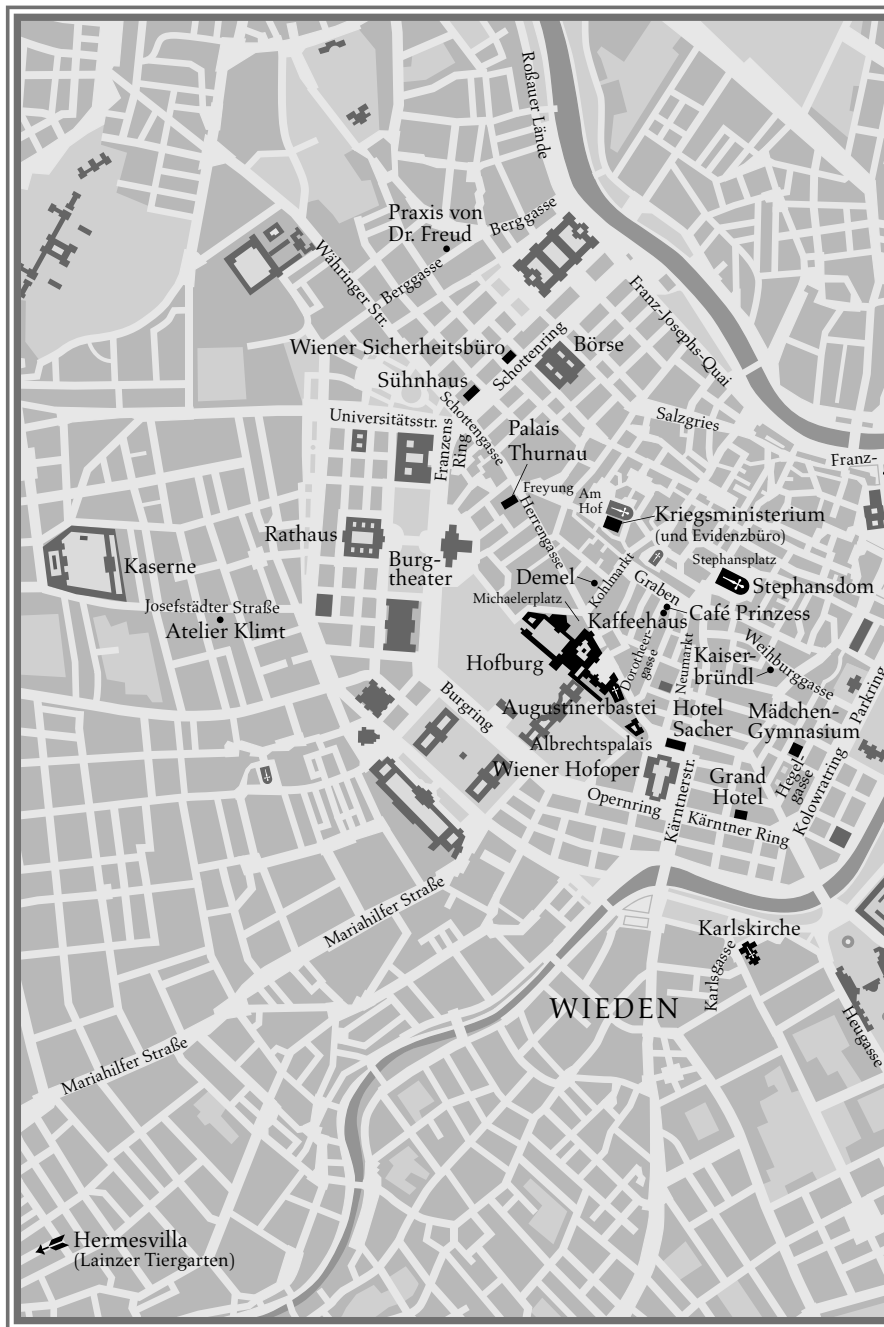 Roßauer Lände
Praxis von
Dr. Freud
Berggasse
Berggasse
Währinger Str.
Franz-Josephs-Quai
Wiener Sicherheitsbüro
Schottenring
Börse
Sühnhaus
Schottengasse
Universitätsstr.
Franzens
Ring
Salzgries
Palais
Thurnau
Franz-
Freyung
Am
Hof
Herrengasse
Kriegsministerium
(und Evidenzbüro)
Rathaus
Burg-
theater
Kaserne
Stephansplatz
Stephansdom
Demel
Kohlmarkt
Graben
Michaelerplatz
Kaffeehaus
Café Prinzess
Josefstädter Straße
Atelier Klimt
Hofburg
Dorotheer-
gasse
Neumarkt
Kaiser-
bründl
Weihburggasse
Parkring
Burgring
Augustinerbastei
Hotel
Sacher
Mädchen-
Gymnasium
Albrechtspalais
Wiener Hofoper
Grand
Hotel
Hegel-
gasse
Kolowratring
Opernring
Kärntnerstr.
Kärntner Ring
Mariahilfer Straße
Karlskirche
Karlsgasse
WIEDEN
Heugasse
Mariahilfer Straße
Hermesvilla
(Lainzer Tiergarten)